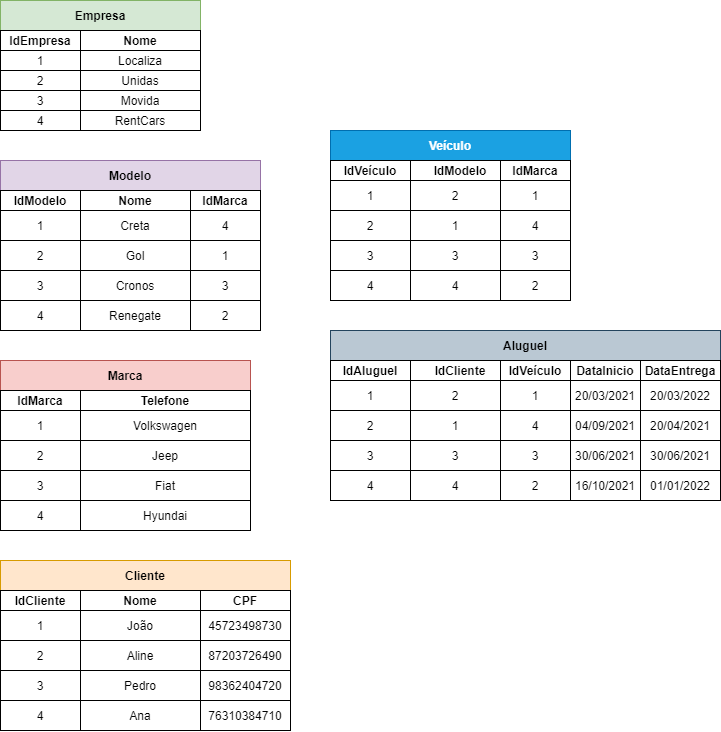 Empresa
IdEmpresa Nome
1 Localiza
2 Unidas
3 Movida
4 RentCars
Modelo
IdModelo Nome IdMarca
1 Creta 4
2 Gol 1
3 Cronos 3
4 Renegate 2
Marca
IdMarca Telefone
1 Volkswagen
2 Jeep
3 Fiat
4 Hyundai
Cliente
IdCliente Nome CPF
1 João 45723498730
2 Aline 87203726490
3 Pedro 98362404720
4 Ana 76310384710
Veículo
IdVeículo IdModelo IdMarca
1 2 1
2 1 4
3 3 3
4 4 2
Aluguel
IdAluguel IdCliente IdVeículo DataInicio DataEntrega
1 2 1 20/03/2021 20/03/2022
2 1 4 04/09/2021 20/04/2021
3 3 3 30/06/2021 30/06/2021
4 4 2 16/10/2021 01/01/2022